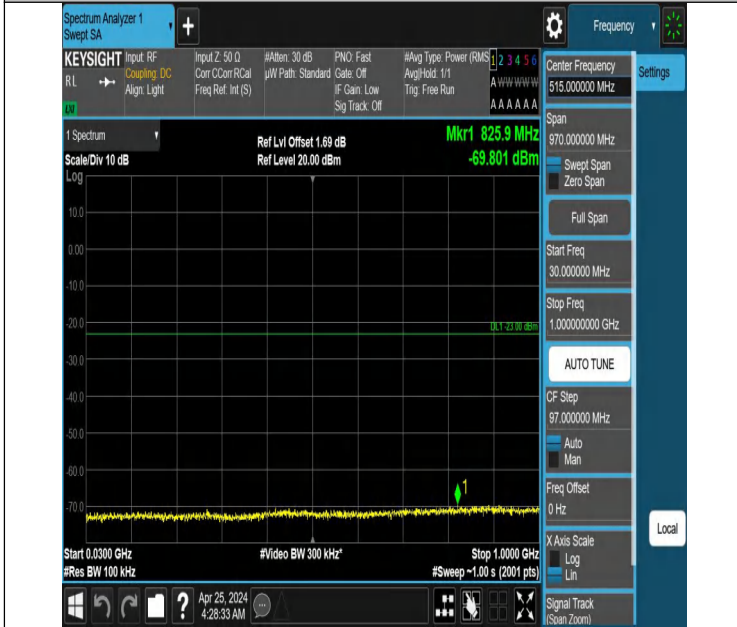 Spectrum Analyzer 1
Swept SA
+
Frequency
KEYSIGHT
RL
Input: RF
Coupling: DC
Align: Light
Input Z: 50 Ω
Corr CCorr RCal
Freq Ref: Int (S)
#Atten: 30 dB
µW Path: Standard
PNO: Fast
Gate: Off
IF Gain: Low
Sig Track: Off
#Avg Type: Power (RMS
Avg|Hold: 1/1
Trig: Free Run
1 2 3 4 5 6
A W W W W W
A A A A A A
1 Spectrum
Scale/Div 10 dB
Log
Ref Lvl Offset 1.69 dB
Ref Level 20.00 dBm
Mkr1 825.9 MHz
-69.801 dBm
10.0
0.00
-10.0
-20.0
DL1 -23.00 dBm
-30.0
-40.0
-50.0
-60.0
-70.0
1
Start 0.0300 GHz
#Res BW 100 kHz
#Video BW 300 kHz*
Stop 1.0000 GHz
#Sweep ~1.00 s (2001 pts)
Apr 25, 2024
4:28:33 AM
?
Center Frequency
515.000000 MHz
Settings
Span
970.000000 MHz
Swept Span
Zero Span
Full Span
Start Freq
30.000000 MHz
Stop Freq
1.000000000 GHz
AUTO TUNE
CF Step
97.000000 MHz
Auto
Man
Freq Offset
0 Hz
X Axis Scale
Log
Lin
Local
Signal Track
(Span Zoom)